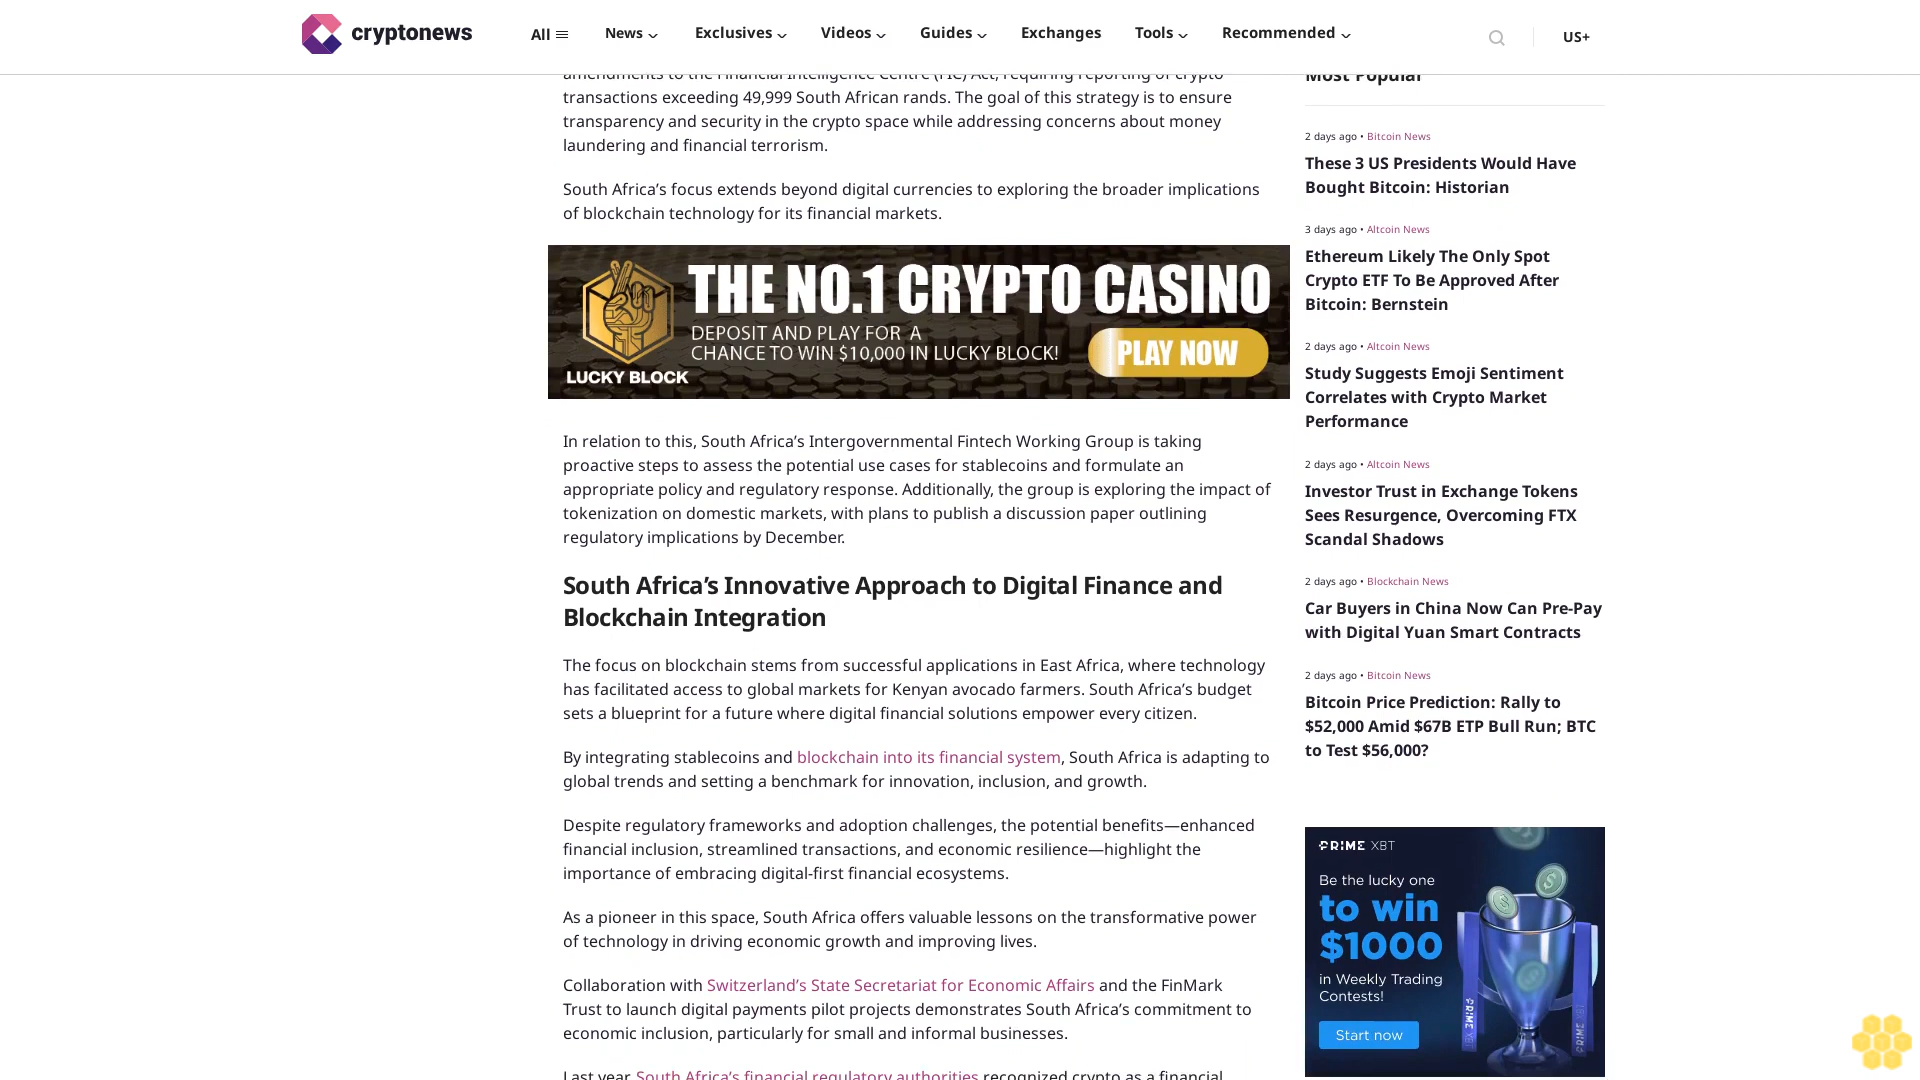 cryptonews
All
News
Exclusives
Videos
Guides
Exchanges
Tools
Recommended
US+
amendments to the Financial Intelligence Centre (FIC) Act, requiring reporting of crypto
transactions exceeding 49,999 South African rands. The goal of this strategy is to ensure
transparency and security in the crypto space while addressing concerns about money
laundering and financial terrorism.
South Africa’s focus extends beyond digital currencies to exploring the broader implications
of blockchain technology for its financial markets.
THE NO.1 CRYPTO CASINO
DEPOSIT AND PLAY FOR A
CHANCE TO WIN $10,000 IN LUCKY BLOCK!
PLAY NOW
LUCKY BLOCK
In relation to this, South Africa’s Intergovernmental Fintech Working Group is taking
proactive steps to assess the potential use cases for stablecoins and formulate an
appropriate policy and regulatory response. Additionally, the group is exploring the impact of
tokenization on domestic markets, with plans to publish a discussion paper outlining
regulatory implications by December.
South Africa’s Innovative Approach to Digital Finance and
Blockchain Integration
The focus on blockchain stems from successful applications in East Africa, where technology
has facilitated access to global markets for Kenyan avocado farmers. South Africa’s budget
sets a blueprint for a future where digital financial solutions empower every citizen.
By integrating stablecoins and blockchain into its financial system, South Africa is adapting to
global trends and setting a benchmark for innovation, inclusion, and growth.
Despite regulatory frameworks and adoption challenges, the potential benefits—enhanced
financial inclusion, streamlined transactions, and economic resilience—highlight the
importance of embracing digital-first financial ecosystems.
As a pioneer in this space, South Africa offers valuable lessons on the transformative power
of technology in driving economic growth and improving lives.
Collaboration with Switzerland’s State Secretariat for Economic Affairs and the FinMark
Trust to launch digital payments pilot projects demonstrates South Africa’s commitment to
economic inclusion, particularly for small and informal businesses.
Last year, South Africa’s financial regulatory authorities recognized crypto as a financial
Most Popular
2 days ago • Bitcoin News
These 3 US Presidents Would Have
Bought Bitcoin: Historian
3 days ago • Altcoin News
Ethereum Likely The Only Spot
Crypto ETF To Be Approved After
Bitcoin: Bernstein
2 days ago • Altcoin News
Study Suggests Emoji Sentiment
Correlates with Crypto Market
Performance
2 days ago • Altcoin News
Investor Trust in Exchange Tokens
Sees Resurgence, Overcoming FTX
Scandal Shadows
2 days ago • Blockchain News
Car Buyers in China Now Can Pre-Pay
with Digital Yuan Smart Contracts
2 days ago • Bitcoin News
Bitcoin Price Prediction: Rally to
$52,000 Amid $67B ETP Bull Run; BTC
to Test $56,000?
PRIME XBT
Be the lucky one
to win
$1000
in Weekly Trading
Contests!
Start now
PRIME XBT
PRIME XBT